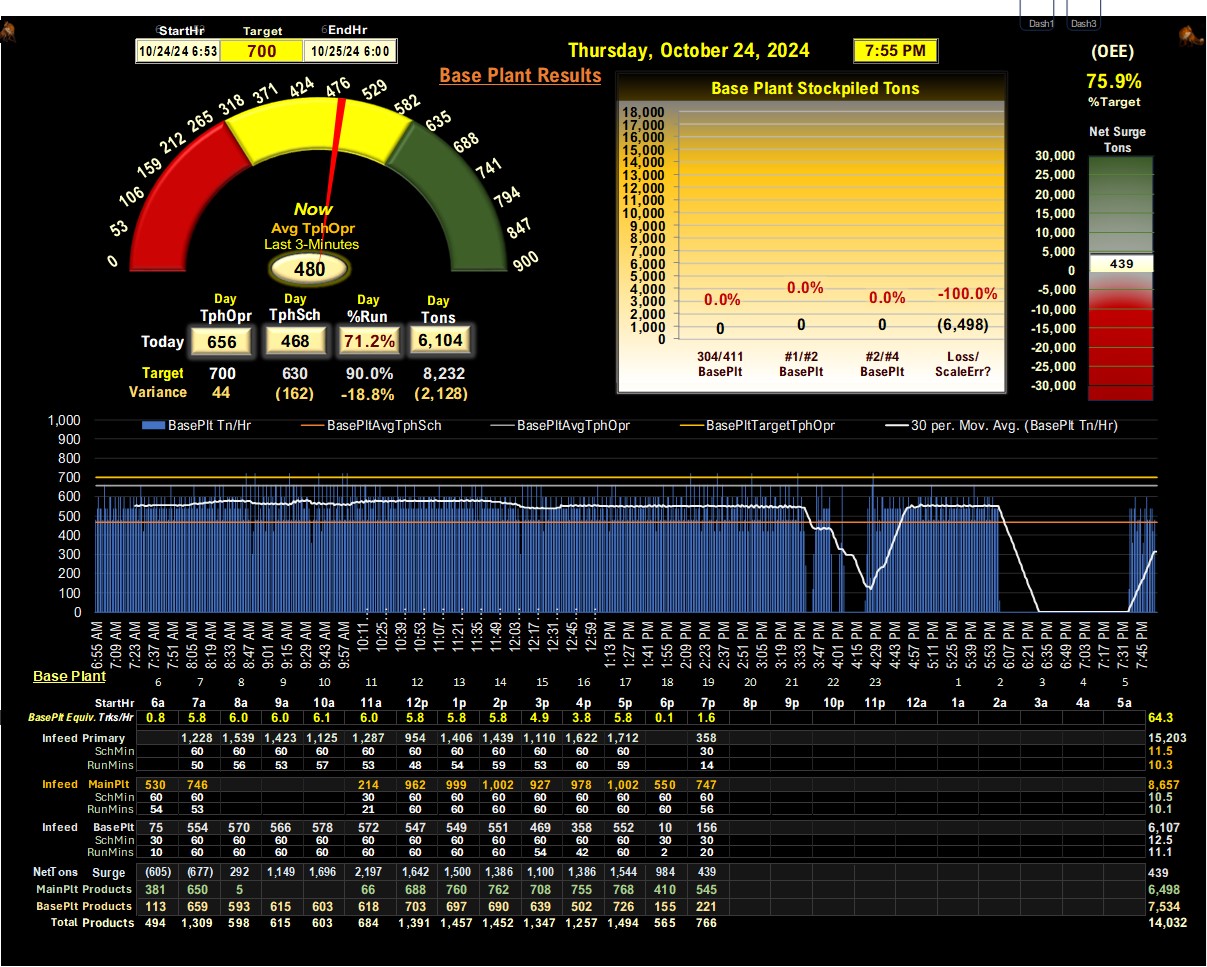 Dash1 Dash3
StartHr Target EndHr
10/24/24 6:53 700 10/25/24 6:00
Thursday, October 24, 2024 7:55 PM
(OEE)
75.9%
%Target
Base Plant Results
0 53 106 159 212 265 318 371 424 476 529 582 635 688 741 794 847 900
Now
Avg TphOpr
Last 3-Minutes
480
Day Day Day Day
TphOpr TphSch %Run Tons
Today 656 468 71.2% 6,104
Target 700 630 90.0% 8,232
Variance 44 (162) -18.8% (2,128)
Base Plant Stockpiled Tons
18,000
17,000
16,000
15,000
14,000
13,000
12,000
11,000
10,000
9,000
8,000
7,000
6,000
5,000
4,000
3,000
2,000
1,000
0
0.0% 0.0% 0.0% -100.0%
0 0 0 (6,498)
304/411 #1/#2 #2/#4 Loss/
BasePlt BasePlt BasePlt ScaleErr?
Net Surge
Tons
30,000
25,000
20,000
15,000
10,000
5,000
0
439
-5,000
-10,000
-15,000
-20,000
-25,000
-30,000
BasePlt Tn/Hr BasePltAvgTphSch BasePltAvgTphOpr BasePltTargetTphOpr 30 per. Mov. Avg. (BasePlt Tn/Hr)
1,000
900
800
700
600
500
400
300
200
100
0
6:55 AM 7:09 AM 7:23 AM 7:37 AM 7:51 AM 8:05 AM 8:19 AM 8:33 AM 8:47 AM 9:01 AM 9:15 AM 9:29 AM 9:43 AM 9:57 AM 10:11… 10:25… 10:39… 10:53… 11:07… 11:21… 11:35… 11:49… 12:03… 12:17… 12:31… 12:45… 12:59… 1:13 PM 1:27 PM 1:41 PM 1:55 PM 2:09 PM 2:23 PM 2:37 PM 2:51 PM 3:05 PM 3:19 PM 3:33 PM 3:47 PM 4:01 PM 4:15 PM 4:29 PM 4:43 PM 4:57 PM 5:11 PM 5:25 PM 5:39 PM 5:53 PM 6:07 PM 6:21 PM 6:35 PM 6:49 PM 7:03 PM 7:17 PM 7:31 PM 7:45 PM
Base Plant
6 7 8 9 10 11 12 13 14 15 16 17 18 19 20 21 22 23 1 2 3 4 5
StartHr 6a 7a 8a 9a 10a 11a 12p 1p 2p 3p 4p 5p 6p 7p 8p 9p 10p 11p 12a 1a 2a 3a 4a 5a
BasePlt Equiv. Trks/Hr 0.8 5.8 6.0 6.0 6.1 6.0 5.8 5.8 5.8 4.9 3.8 5.8 0.1 1.6 64.3
Infeed Primary 1,228 1,539 1,423 1,125 1,287 954 1,406 1,439 1,110 1,622 1,712 358 15,203
SchMin 60 60 60 60 60 60 60 60 60 60 60 30 11.5
RunMins 50 56 53 57 53 48 54 59 53 60 59 14 10.3
Infeed MainPlt 530 746 214 962 999 1,002 927 978 1,002 550 747 8,657
SchMin 60 60 30 60 60 60 60 60 60 60 60 10.5
RunMins 54 53 21 60 60 60 60 60 60 60 56 10.1
Infeed BasePlt 75 554 570 566 578 572 547 549 551 469 358 552 10 156 6,107
SchMin 30 60 60 60 60 60 60 60 60 60 60 60 30 30 12.5
RunMins 10 60 60 60 60 60 60 60 60 54 42 60 2 20 11.1
NetTons Surge (605) (677) 292 1,149 1,696 2,197 1,642 1,500 1,386 1,100 1,386 1,544 984 439 439
MainPlt Products 381 650 5 66 688 760 762 708 755 768 410 545 6,498
BasePlt Products 113 659 593 615 603 618 703 697 690 639 502 726 155 221 7,534
Total Products 494 1,309 598 615 603 684 1,391 1,457 1,452 1,347 1,257 1,494 565 766 14,032